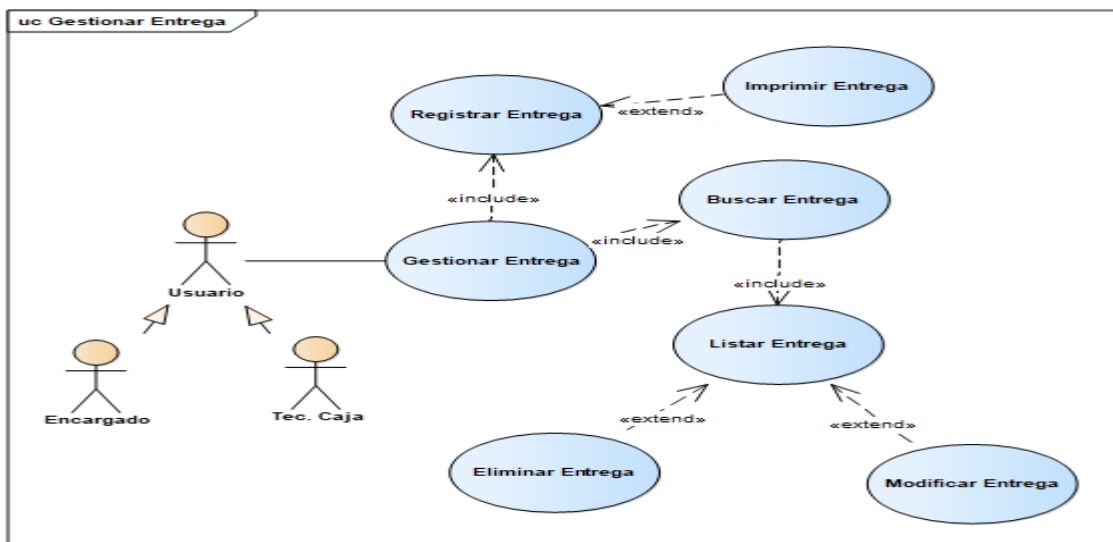 uc Gestionar Entrega
Imprimir Entrega
Registrar Entrega
«extend»
«include»
Buscar Entrega
«include»
Gestionar Entrega
Usuario
«include»
Listar Entrega
Encargado
Tec. Caja
«extend»
«extend»
Eliminar Entrega
Modificar Entrega